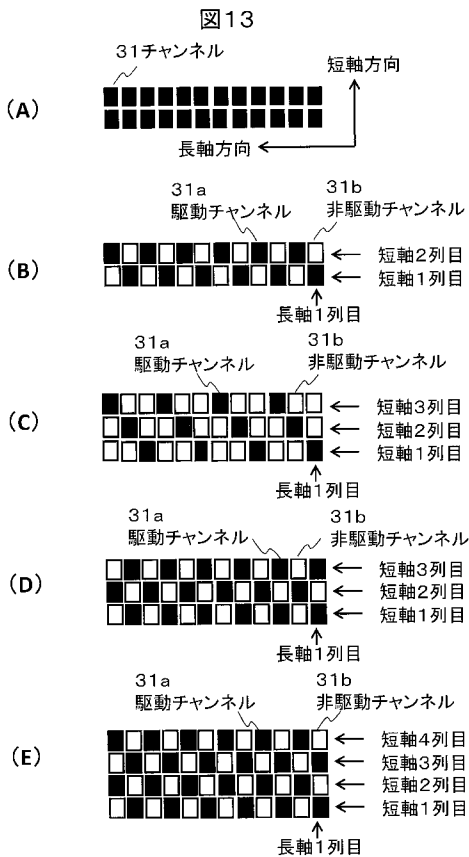 図13
31チャンネル
短軸方向
(A)
長軸方向
31a
31b
駆動チャンネル
非駆動チャンネル
(B)
短軸2列目
短軸1列目
長軸1列目
31a
31b
駆動チャンネル
非駆動チャンネル
(C)
短軸3列目
短軸2列目
短軸1列目
長軸1列目
31a
31b
駆動チャンネル
非駆動チャンネル
(D)
短軸3列目
短軸2列目
短軸1列目
長軸1列目
31a
31b
駆動チャンネル
非駆動チャンネル
(E)
短軸4列目
短軸3列目
短軸2列目
短軸1列目
長軸1列目